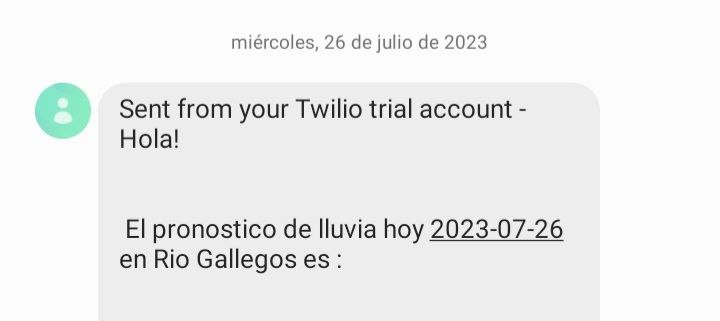 miércoles, 26 de julio de 2023
Sent from your Twilio trial account -
Hola!
El pronostico de lluvia hoy 2023-07-26
en Rio Gallegos es :